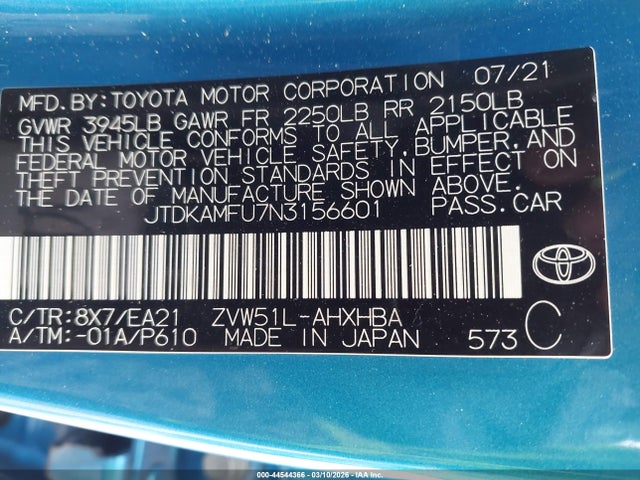 MFD.BY:TOYOTA MOTOR CORPORATION 07/21
GVWR 3945LB GAWR FR 2250LB RR 2150LB
THIS VEHICLE CONFORMS TO ALL APPLICABLE
FEDERAL MOTOR VEHICLE SAFETY,BUMPER,AND
THEFT PREVENTION STANDARDS IN EFFECT ON
THE DATE OF MANUFACTURE SHOWN ABOVE.
JTDKAMFU7N3156601 PASS.CAR
C/TR:8X7/EA21 ZVW51L-AHXHBA
A/TM:-01A/P610 MADE IN JAPAN 573 C
000-44544366 | 03/10/2026 | IAA Inc.